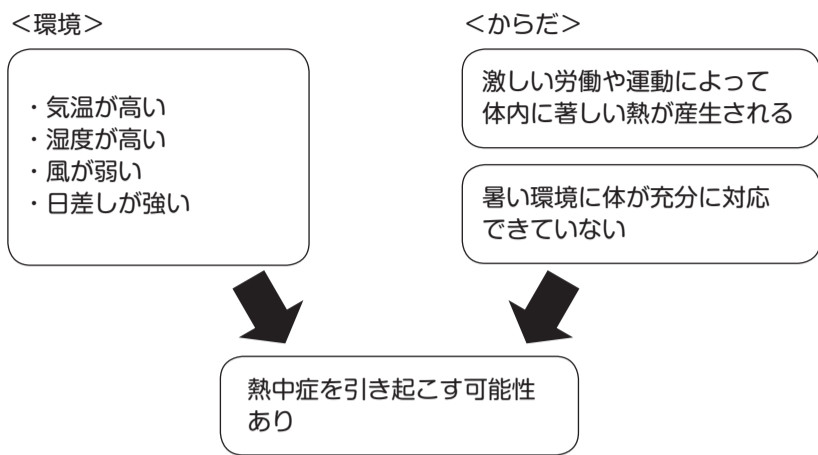 ＜環境＞
・気温が高い
・湿度が高い
・風が弱い
・日差しが強い
＜からだ＞
激しい労働や運動によって
体内に著しい熱が産生される
暑い環境に体が充分に対応
できていない
熱中症を引き起こす可能性
あり